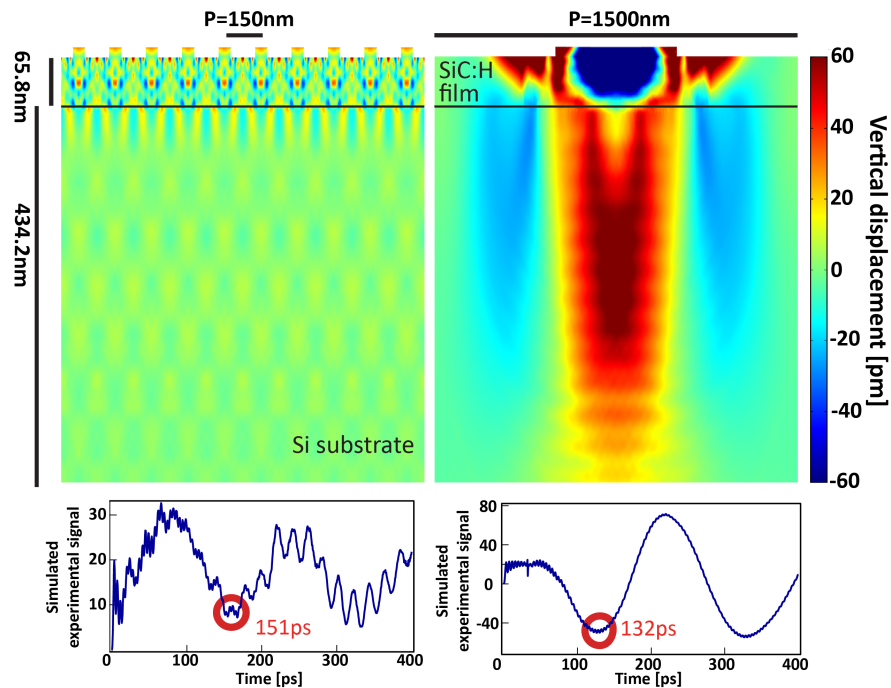 P=150nm
P=1500nm
65.8nm
434.2nm
SiC:H
film
Si substrate
60
40
20
0
-20
-40
-60
Vertical displacement [pm]
Simulated
experimental signal
30
20
10
151ps
0
100
200
300
400
Time [ps]
Simulated
experimental signal
80
40
0
-40
132ps
100
200
300
400
Time [ps]